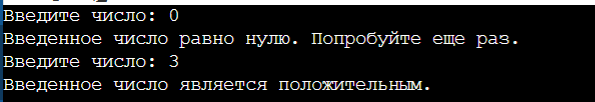 Введите число: 0
Введенное число равно нулю. Попробуйте еще раз.
Введите число: 3
Введенное число является положительным.